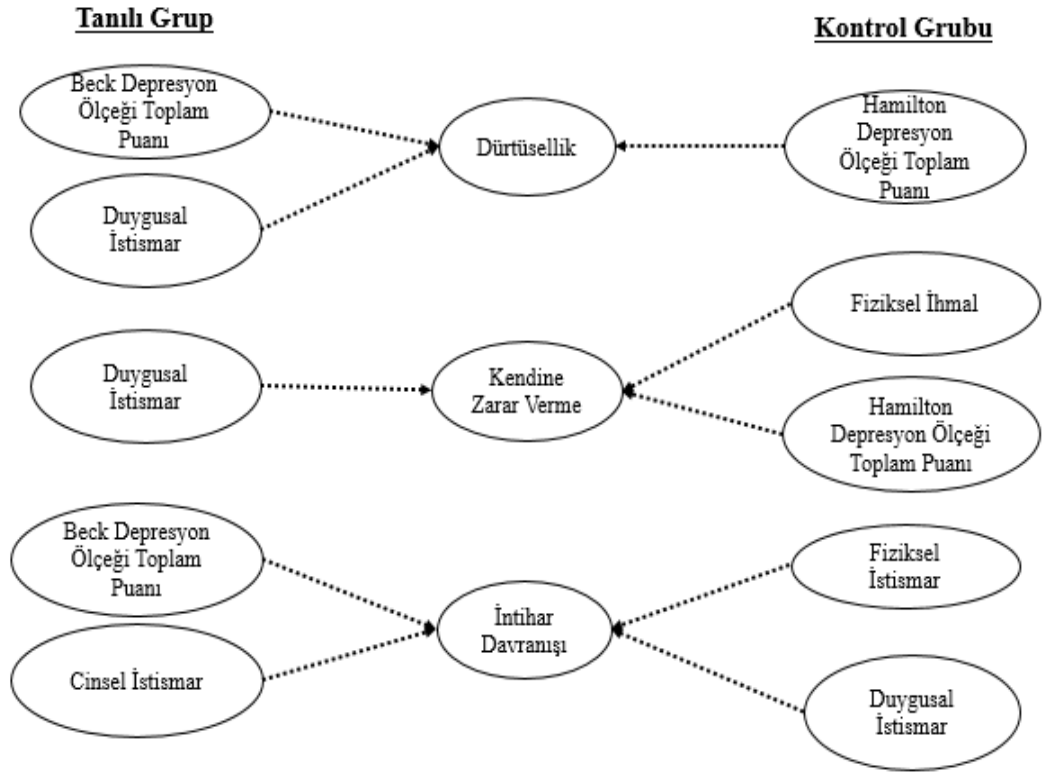 Tanılı Grup
Kontrol Grubu
Beck Depresyon
Ölçeği Toplam
Puanı
Dürtüsellik
Hamilton
Depresyon
Ölçeği Toplam
Puanı
Duygusal
İstismar
Fiziksel İhmal
Duygusal
İstismar
Kendine
Zarar Verme
Hamilton
Depresyon Ölçeği
Toplam Puanı
Beck Depresyon
Ölçeği Toplam
Puanı
Fiziksel
İstismar
İntihar
Davranışı
Cinsel İstismar
Duygusal
İstismar